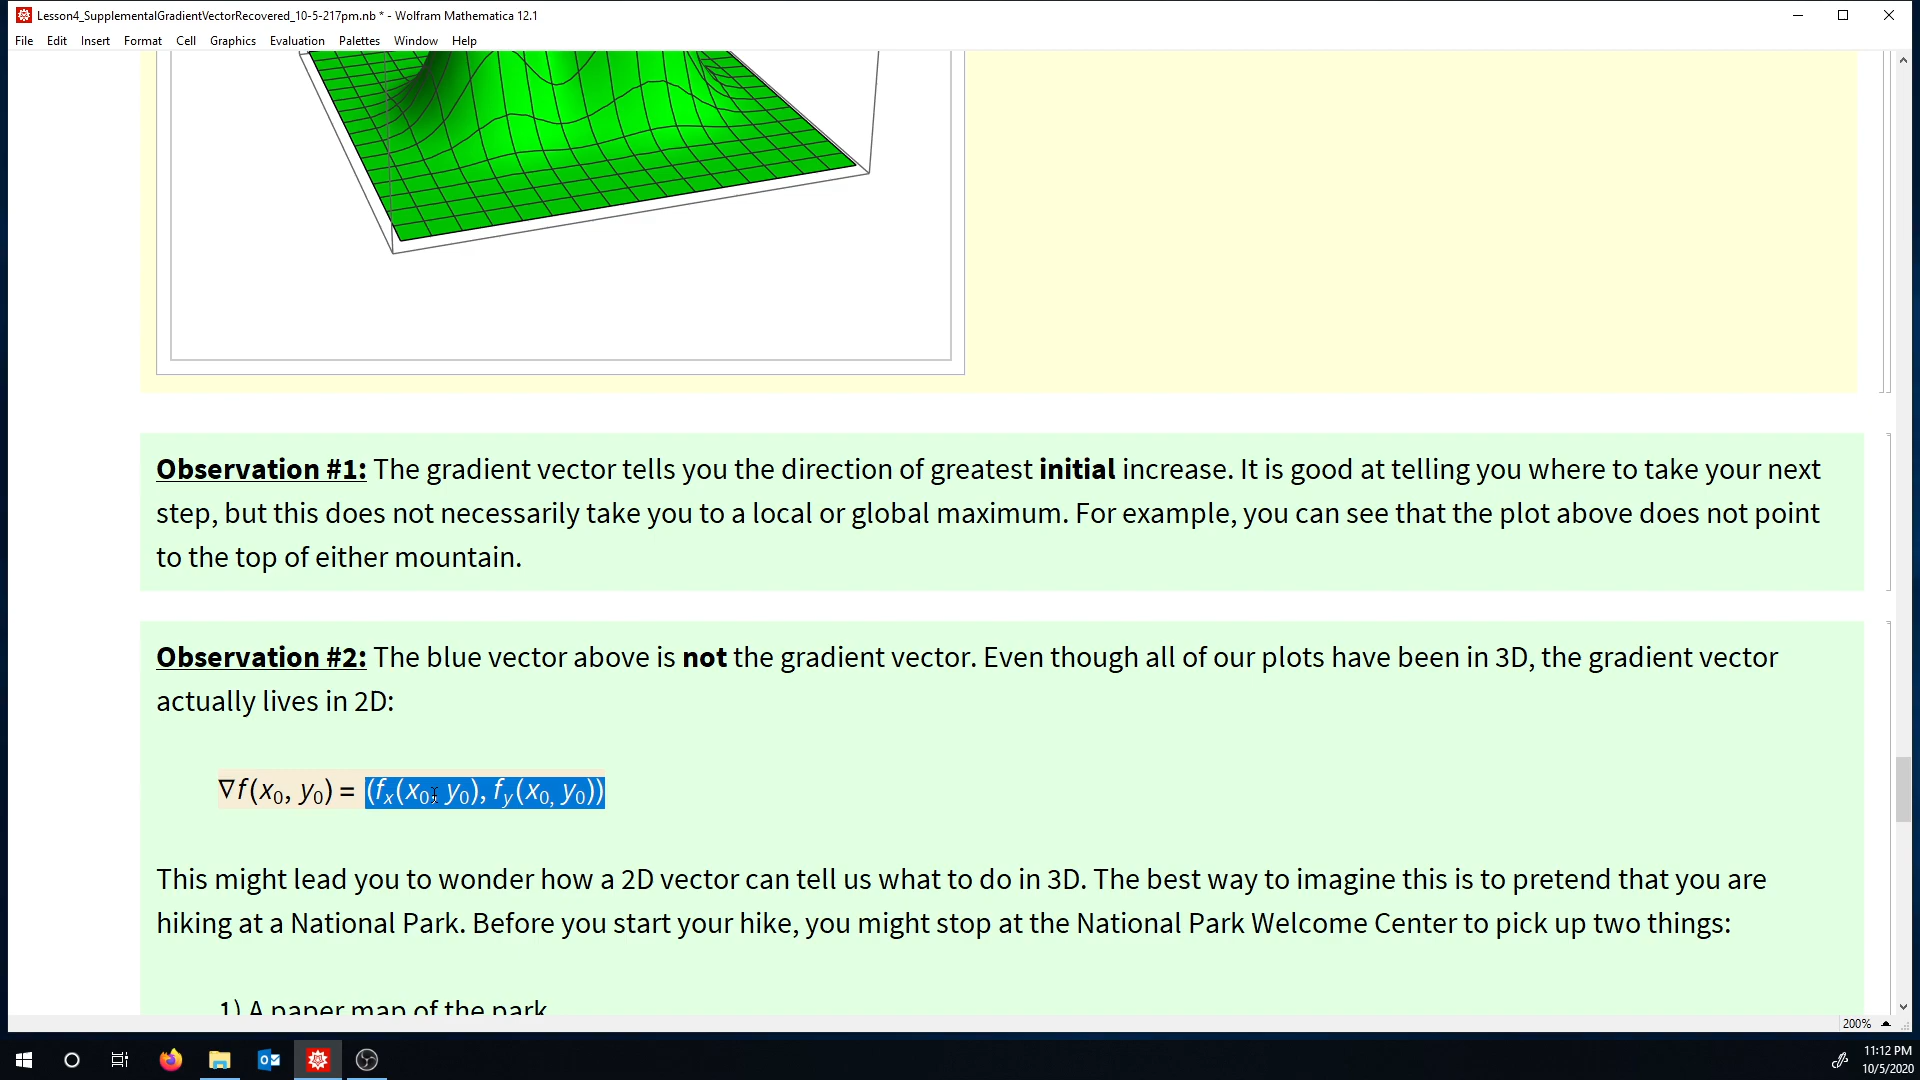 Lesson4_SupplementalGradientVectorRecovered_10-5-217pm.nb * - Wolfram Mathematica 12.1
File Edit Insert Format Cell Graphics Evaluation Palettes Window Help
Observation #1: The gradient vector tells you the direction of greatest initial increase. It is good at telling you where to take your next
step, but this does not necessarily take you to a local or global maximum. For example, you can see that the plot above does not point
to the top of either mountain.
Observation #2: The blue vector above is not the gradient vector. Even though all of our plots have been in 3D, the gradient vector
actually lives in 2D:
∇f(x₀, y₀) = (fₓ(x₀, y₀), f_y(x₀, y₀))
This might lead you to wonder how a 2D vector can tell us what to do in 3D. The best way to imagine this is to pretend that you are
hiking at a National Park. Before you start your hike, you might stop at the National Park Welcome Center to pick up two things:
1) A paper map of the park
200%
11:12 PM
10/5/2020